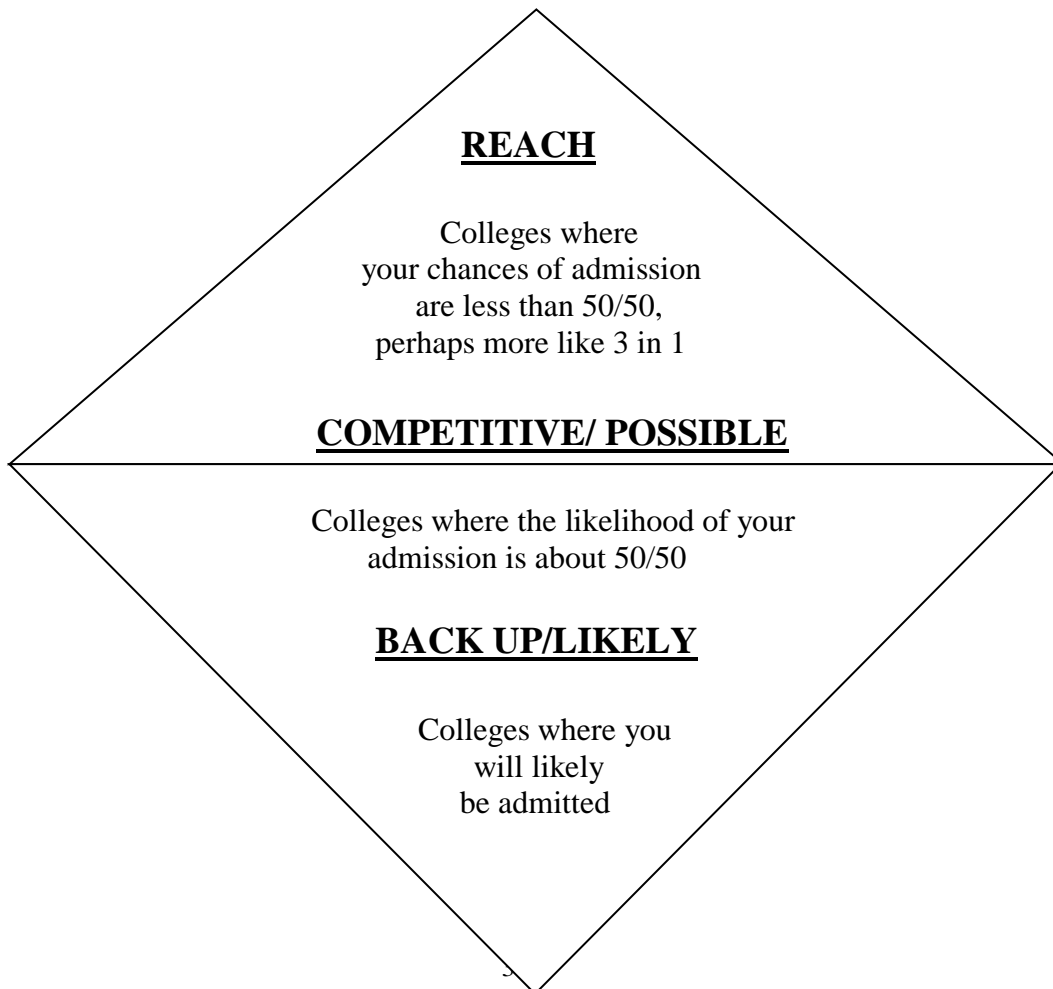 REACH
Colleges where
your chances of admission
are less than 50/50,
perhaps more like 3 in 1
COMPETITIVE/ POSSIBLE
Colleges where the likelihood of your
admission is about 50/50
BACK UP/LIKELY
Colleges where you
will likely
be admitted